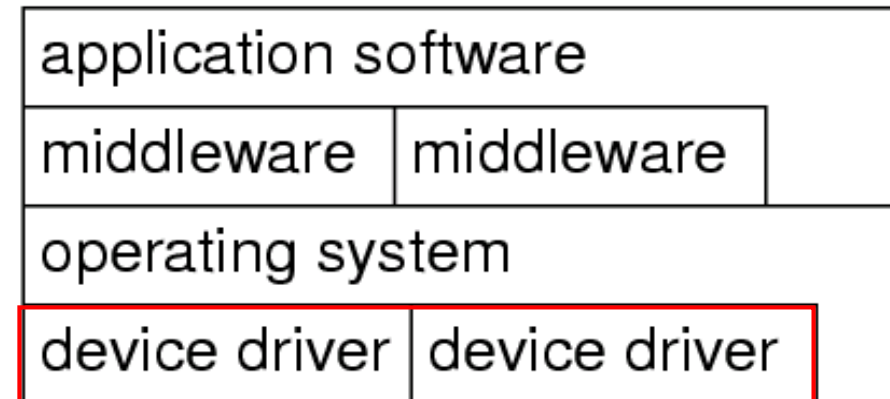 application software
middleware middleware
operating system
device driver device driver